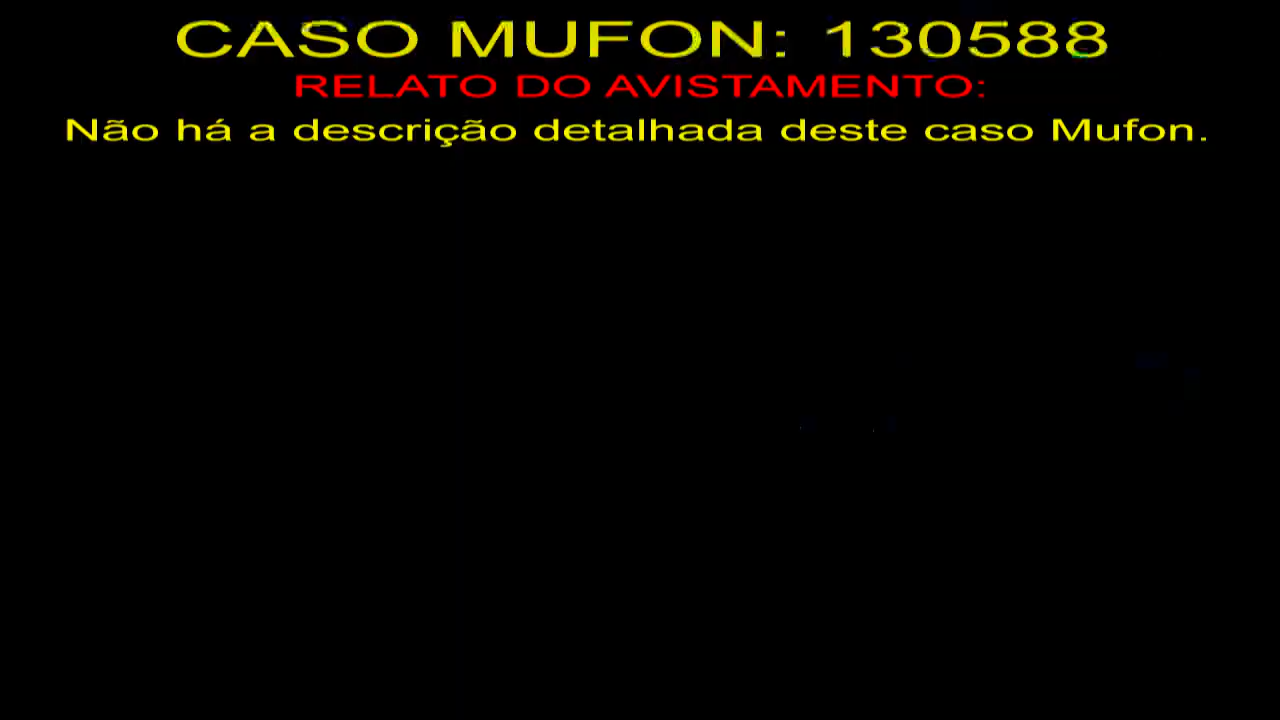 CASO MUFON: 130588
RELATO DO AVISTAMENTO:
Não há a descrição detalhada deste caso Mufon.